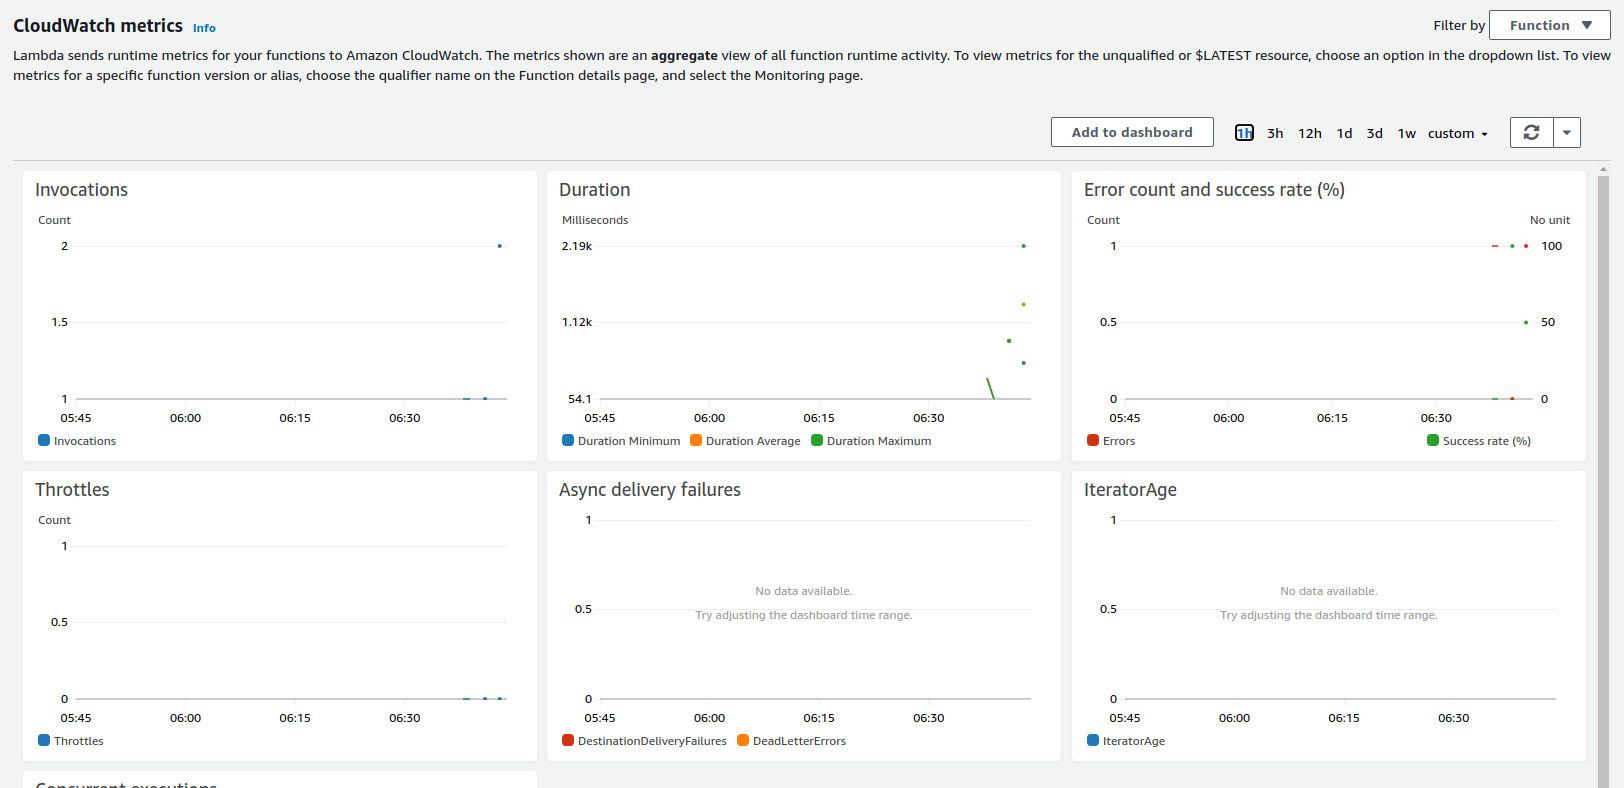 CloudWatch metrics Info
Filter by Function
Lambda sends runtime metrics for your functions to Amazon CloudWatch. The metrics shown are an aggregate view of all function runtime activity. To view metrics for the unqualified or $LATEST resource, choose an option in the dropdown list. To view
metrics for a specific function version or alias, choose the qualifier name on the Function details page, and select the Monitoring page.
Add to dashboard 1h 3h 12h 1d 3d 1w custom
Invocations
Count
2
1.5
1
05:45 06:00 06:15 06:30
Invocations
Duration
Milliseconds
2.19k
1.12k
54.1
05:45 06:00 06:15 06:30
Duration Minimum Duration Average Duration Maximum
Error count and success rate (%)
Count No unit
1 100
0.5 50
0 0
05:45 06:00 06:15 06:30
Errors Success rate (%)
Throttles
Count
1
0.5
0
05:45 06:00 06:15 06:30
Throttles
Async delivery failures
1
No data available.
0.5
Try adjusting the dashboard time range.
0
05:45 06:00 06:15 06:30
DestinationDeliveryFailures DeadLetterErrors
IteratorAge
1
No data available.
0.5
Try adjusting the dashboard time range.
0
05:45 06:00 06:15 06:30
IteratorAge
Concurrent executions